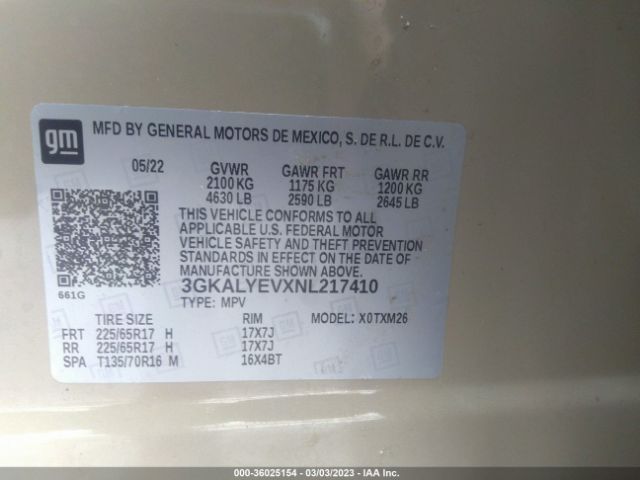 gm
MFD BY GENERAL MOTORS DE MEXICO, S. DE R.L. DE C.V.
05/22 GVWR GAWR FRT GAWR RR
2100 KG 1175 KG 1200 KG
4630 LB 2590 LB 2645 LB
THIS VEHICLE CONFORMS TO ALL
APPLICABLE U.S. FEDERAL MOTOR
VEHICLE SAFETY AND THEFT PREVENTION
STANDARDS IN EFFECT ON THE DATE OF
MANUFACTURE SHOWN ABOVE.
661G
3GKALYEVXNL217410
TYPE: MPV
TIRE SIZE RIM MODEL: X0TXM26
FRT 225/65R17 H 17X7J
RR 225/65R17 H 17X7J
SPA T135/70R16 M 16X4BT
000-36025154 — 03/03/2023 — IAA Inc.